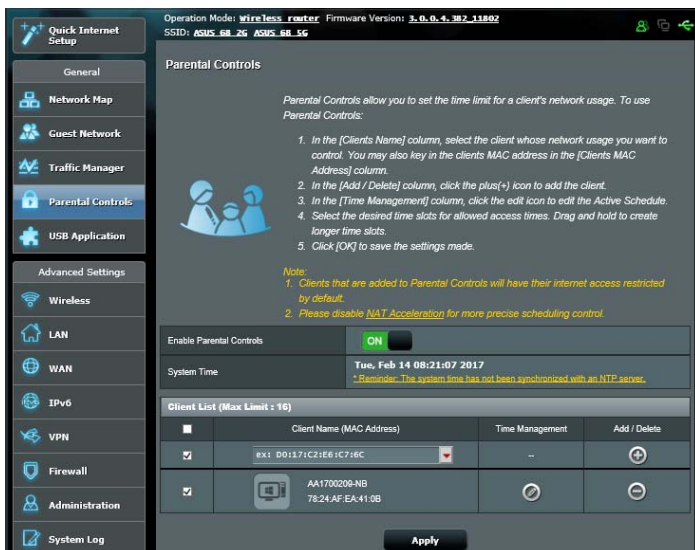 Quick Internet
Setup
General
Network Map
Guest Network
Traffic Manager
Parental Controls
USB Application
Advanced Settings
Wireless
LAN
WAN
IPv6
VPN
Firewall
Administration
System Log
Operation Mode: Wireless router Firmware Version: 3.0.0.4.382_11802
SSID: ASUS_68_2G ASUS_68_5G
Parental Controls
Parental Controls allow you to set the time limit for a client's network usage. To use
Parental Controls:
1. In the [Clients Name] column, select the client whose network usage you want to
control. You may also key in the clients MAC address in the [Clients MAC
Address] column.
2. In the [Add / Delete] column, click the plus(+) icon to add the client.
3. In the [Time Management] column, click the edit icon to edit the Active Schedule.
4. Select the desired time slots for allowed access times. Drag and hold to create
longer time slots.
5. Click [OK] to save the settings made.
Note:
1. Clients that are added to Parental Controls will have their internet access restricted
by default.
2. Please disable NAT Acceleration for more precise scheduling control.
Enable Parental Controls ON
System Time Tue, Feb 14 08:21:07 2017
* Reminder: The system time has not been synchronized with an NTP server.
Client List (Max Limit : 16)
Client Name (MAC Address) Time Management Add / Delete
ex: D0:17:C2:E6:C7:6C –
AA1700209-NB
78:24:AF:EA:41:0B
Apply